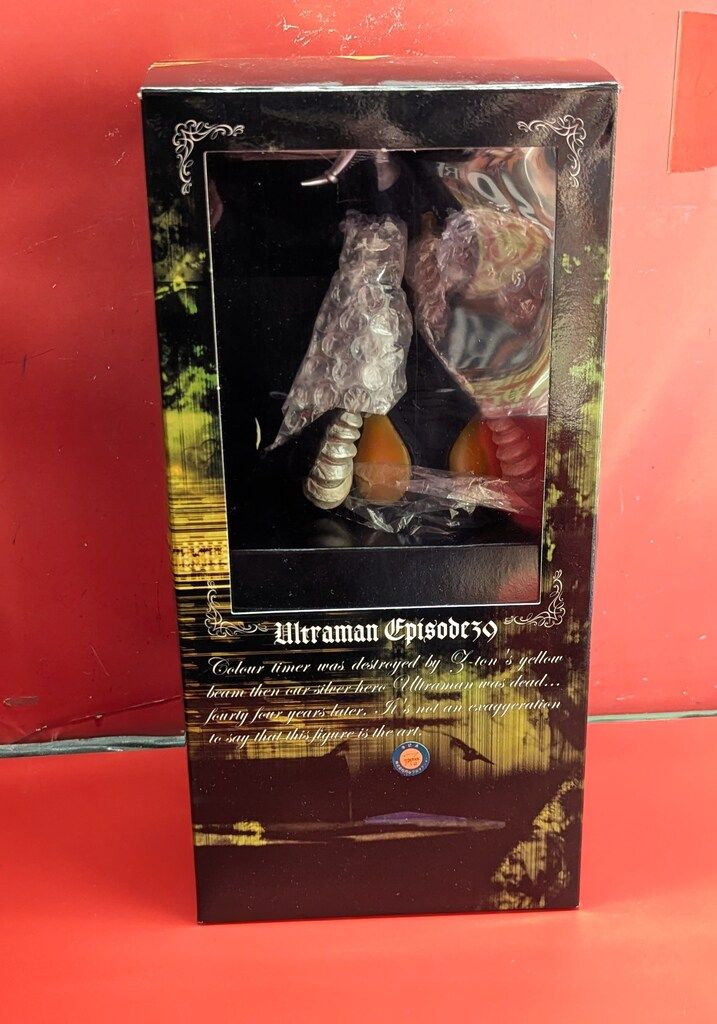 Ultraman Episode39
Colour timer was destroyed by Z-ton's yellow
beam then our silver hero Ultraman was dead...
fourty four years later. It's not an exaggeration
to say that this figure is the art.